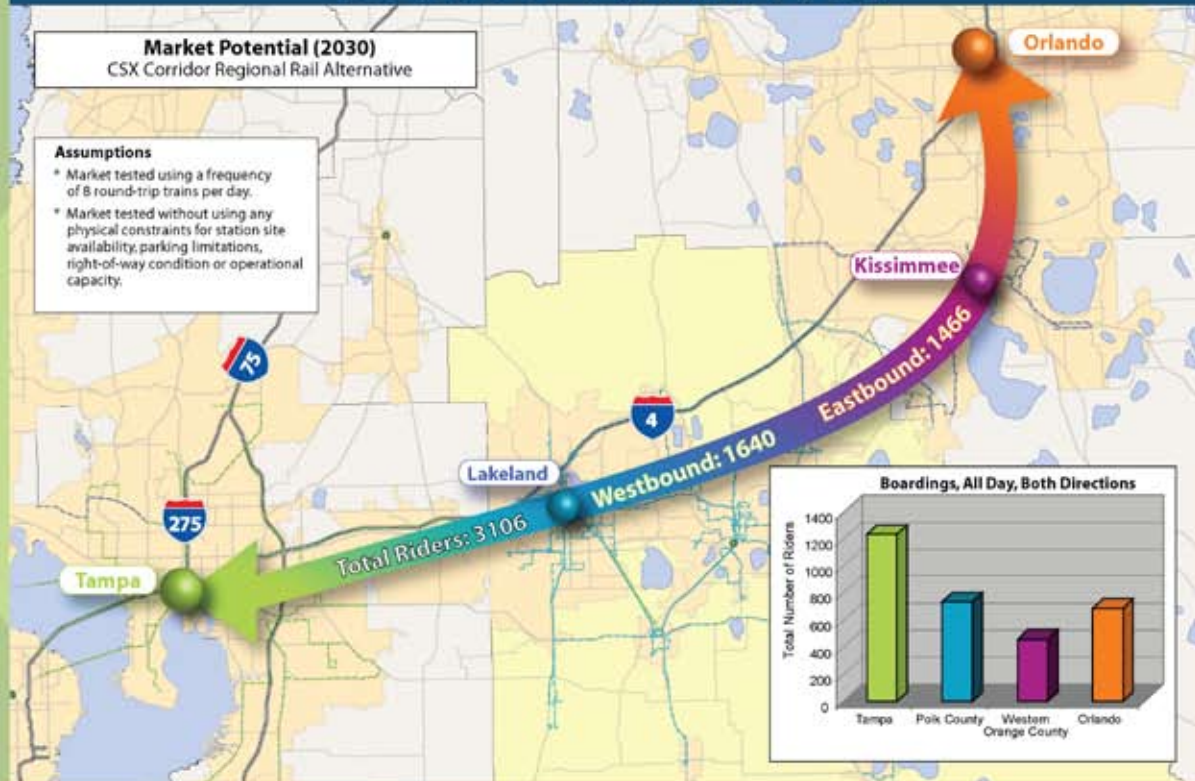 Market Potential (2030)
CSX Corridor Regional Rail Alternative
Orlando
Assumptions
* Market tested using a frequency
of 8 round-trip trains per day.
* Market tested without using any
physical constraints for station site
availability, parking limitations,
right-of-way condition or operational
capacity.
Kissimmee
75
Eastbound: 1466
4
Westbound: 1640
Lakeland
Total Riders: 3106
275
Tampa
Boardings, All Day, Both Directions
Total Number of Riders
1400
1200
1000
800
600
400
200
0
Tampa
Polk County
Western
Orange County
Orlando